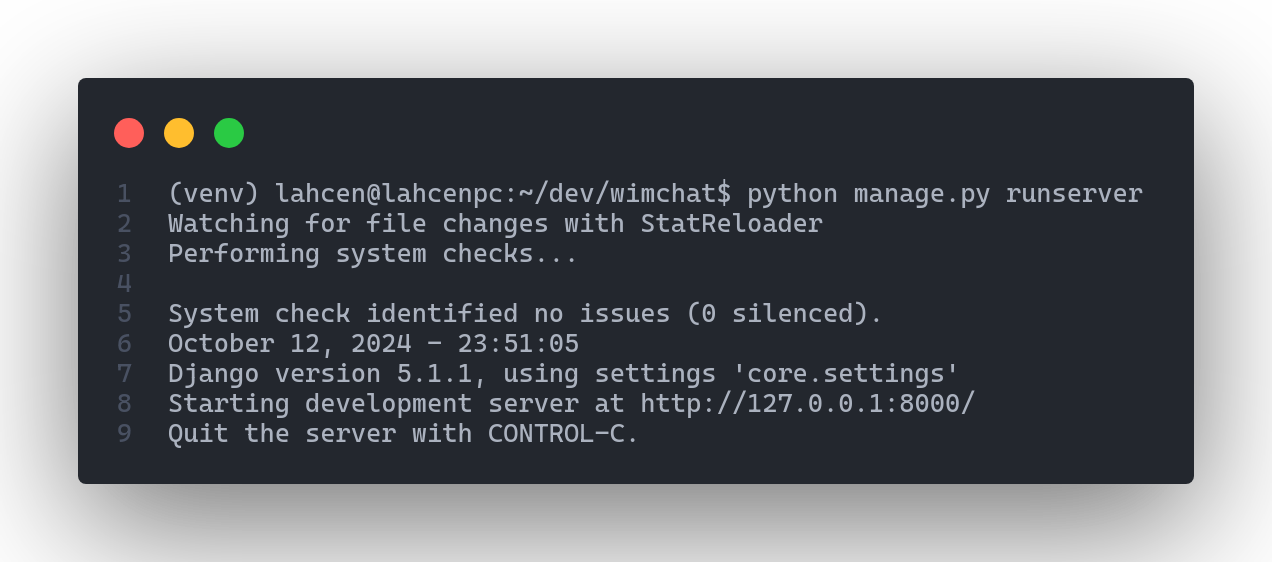 1 (venv) lahcen@lahcenpc:~/dev/wimchat$ python manage.py runserver
2 Watching for file changes with StatReloader
3 Performing system checks...
4
5 System check identified no issues (0 silenced).
6 October 12, 2024 - 23:51:05
7 Django version 5.1.1, using settings 'core.settings'
8 Starting development server at http://127.0.0.1:8000/
9 Quit the server with CONTROL-C.